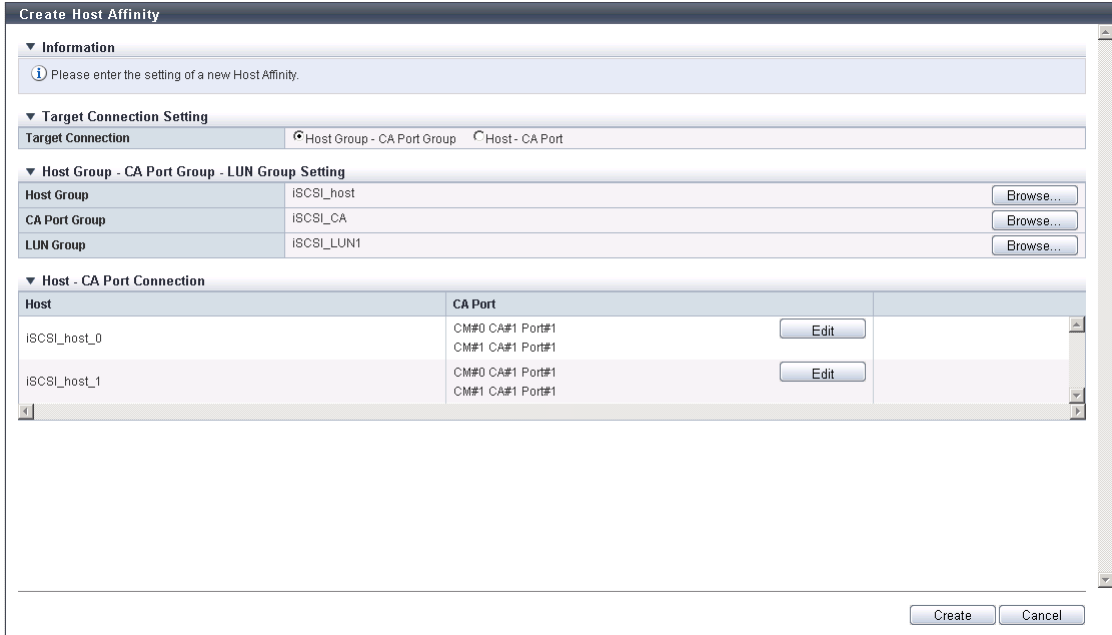 Create Host Affinity
Information
Please enter the setting of a new Host Affinity.
Target Connection Setting
Target Connection Host Group - CA Port Group Host - CA Port
Host Group - CA Port Group - LUN Group Setting
Host Group iSCSI_host Browse...
CA Port Group iSCSI_CA Browse...
LUN Group iSCSI_LUN1 Browse...
Host - CA Port Connection
Host CA Port
iSCSI_host_0 CM#0 CA#1 Port#1 Edit
CM#1 CA#1 Port#1
iSCSI_host_1 CM#0 CA#1 Port#1 Edit
CM#1 CA#1 Port#1
Create Cancel